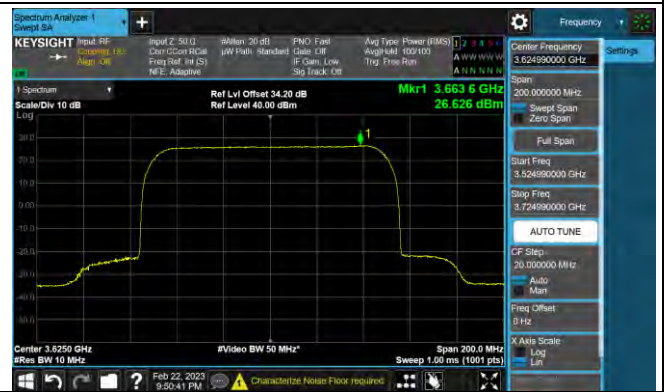 Spectrum Analyzer 1
Swept SA
Frequency
KEYSIGHT Input: RF
Coupling: DC
Align: Off
Input Z: 50 Ω
Corr CCorr RCal
Freq Ref: Int (S)
NFE: Adaptive
#Atten: 20 dB
µW Path: Standard
PNO: Fast
Gate: Off
IF Gain: Low
Sig Track: Off
Avg Type: Power (RMS)
Avg|Hold: 100/100
Trig: Free Run
1 2 3 4 5 6
A W W W W W
A N N N N N
1 Spectrum
Scale/Div 10 dB
Log
Ref Lvl Offset 34.20 dB
Ref Level 40.00 dBm
Mkr1 3.663 6 GHz
26.626 dBm
1
30.0
20.0
10.0
0.00
-10.0
-20.0
-30.0
-40.0
-50.0
Center 3.6250 GHz
#Res BW 10 MHz
#Video BW 50 MHz*
Span 200.0 MHz
Sweep 1.00 ms (1001 pts)
Center Frequency
3.624990000 GHz
Settings
Span
200.000000 MHz
Swept Span
Zero Span
Full Span
Start Freq
3.524990000 GHz
Stop Freq
3.724990000 GHz
AUTO TUNE
CF Step
20.000000 MHz
Auto
Man
Freq Offset
0 Hz
X Axis Scale
Log
Lin
Feb 22, 2023
9:50:41 PM
Characterize Noise Floor required